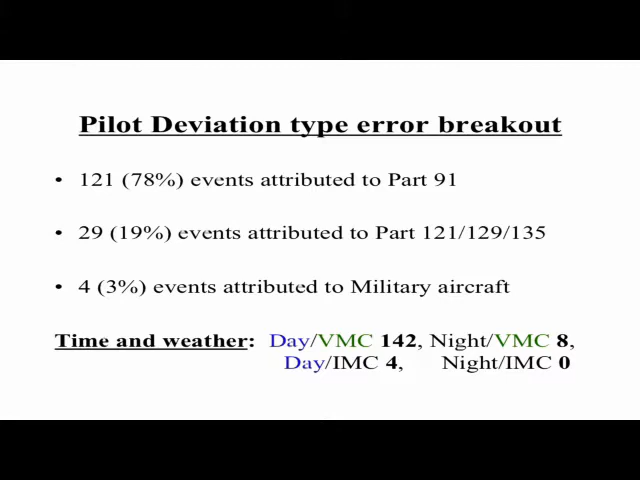 Pilot Deviation type error breakout
• 121 (78%) events attributed to Part 91
• 29 (19%) events attributed to Part 121/129/135
• 4 (3%) events attributed to Military aircraft
Time and weather: Day/VMC 142, Night/VMC 8,
Day/IMC 4, Night/IMC 0